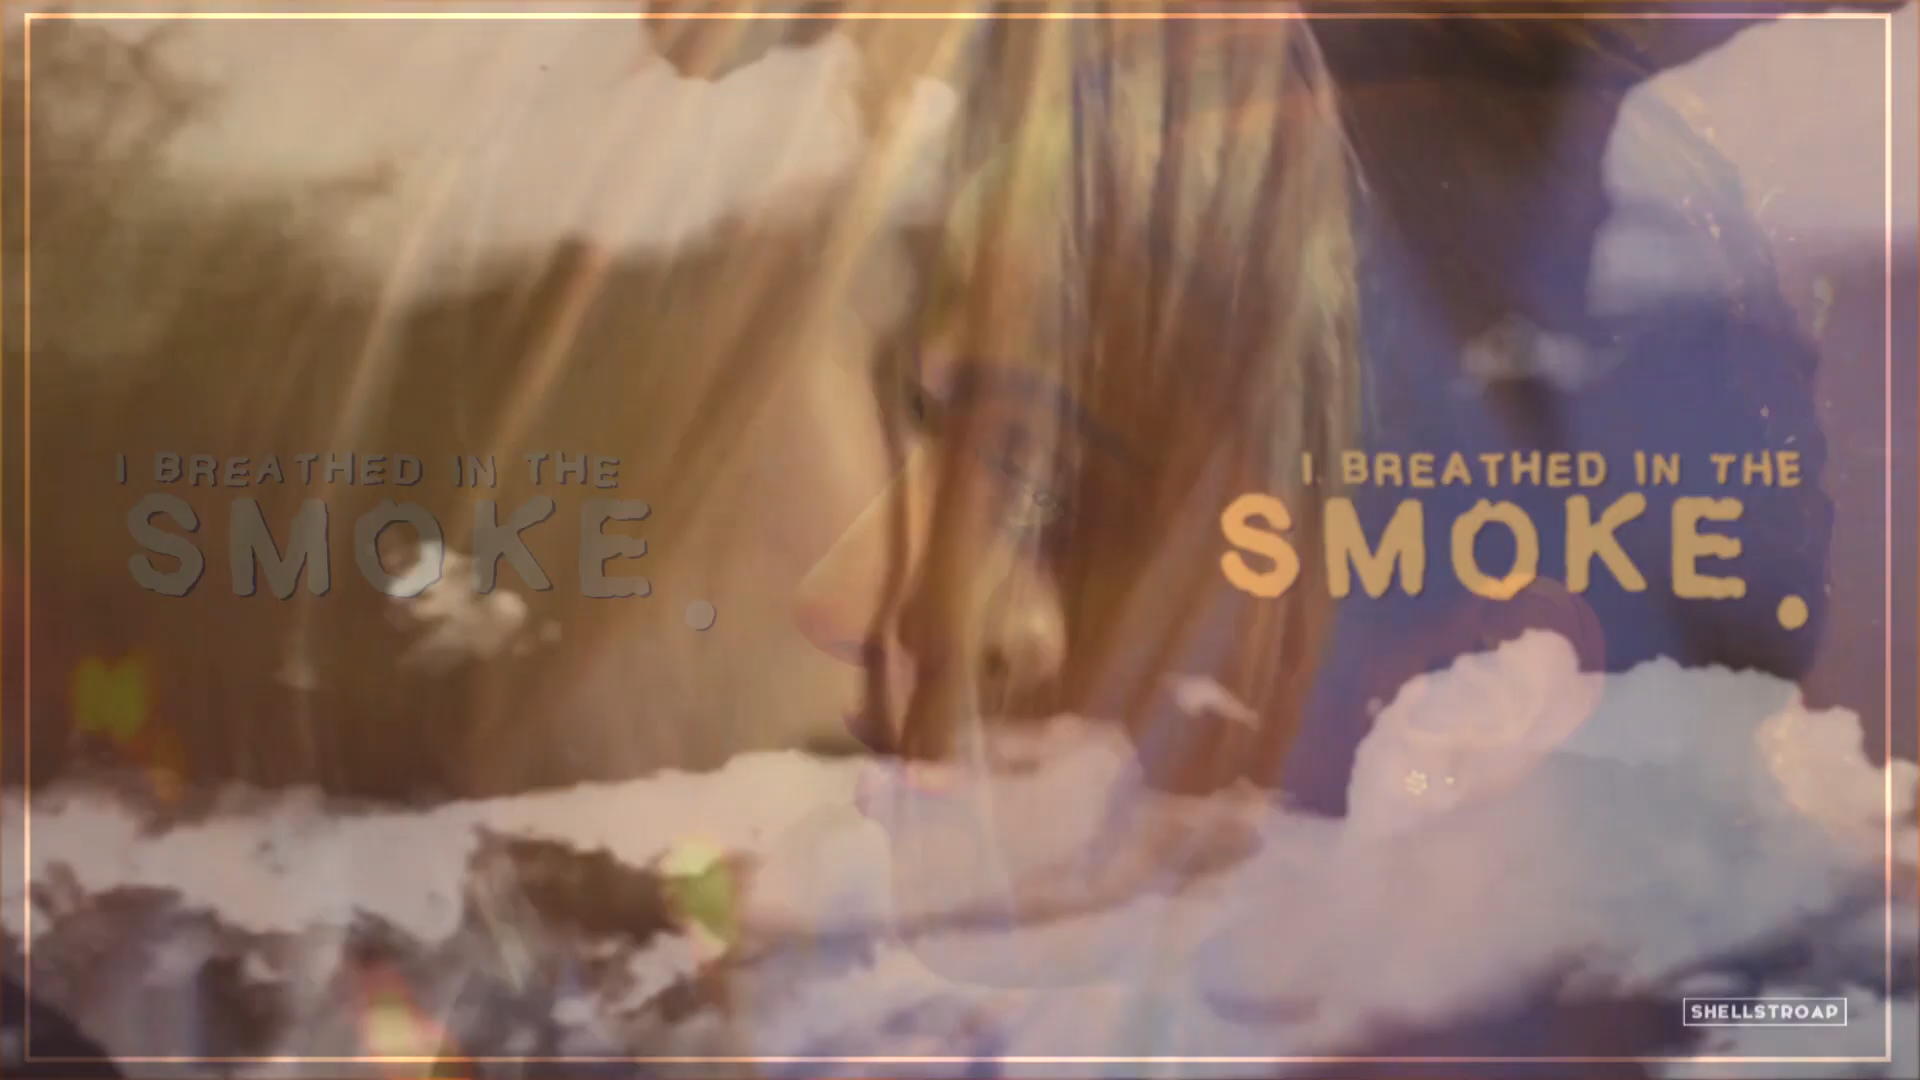 I BREATHED IN THE
SMOKE.
I BREATHED IN THE
SMOKE.
SHELLSTROAP